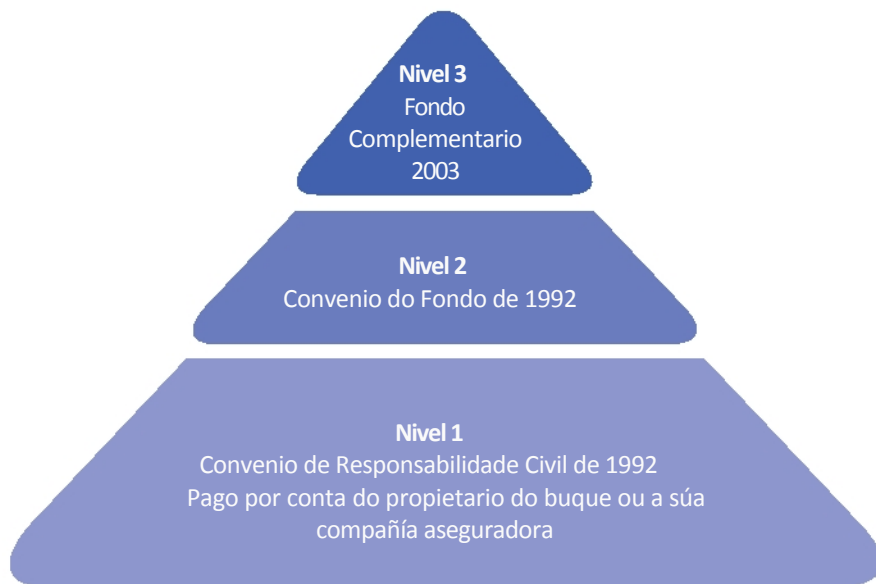 Nivel 3
Fondo
Complementario
2003
Nivel 2
Convenio do Fondo de 1992
Nivel 1
Convenio de Responsabilidade Civil de 1992
Pago por conta do propietario do buque ou a súa
compañía aseguradora